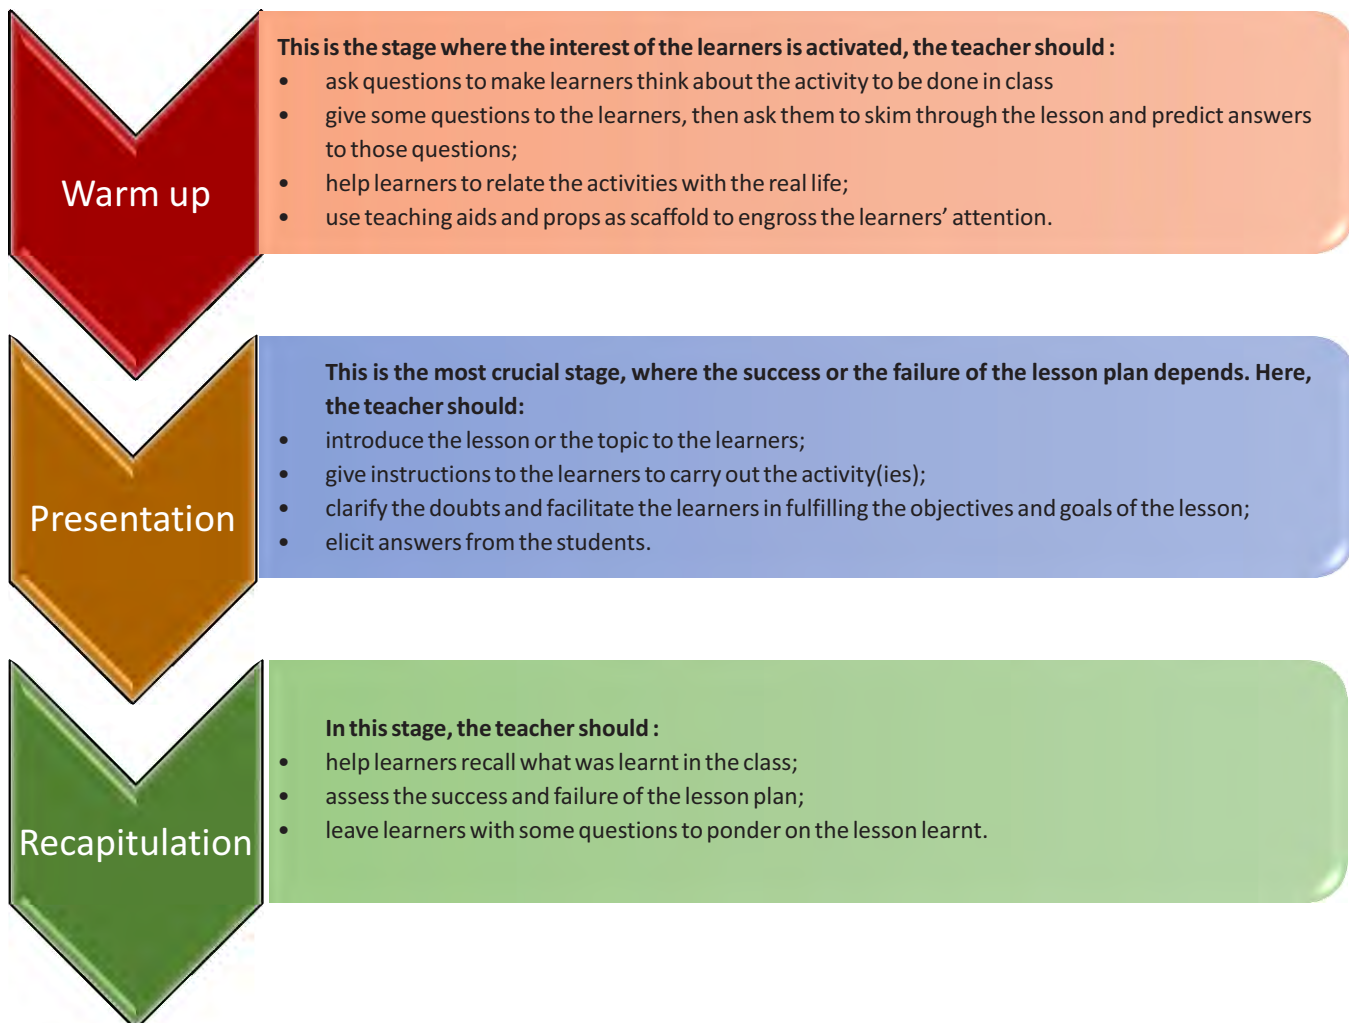 Warm up
This is the stage where the interest of the learners is activated, the teacher should :
• ask questions to make learners think about the activity to be done in class
• give some questions to the learners, then ask them to skim through the lesson and predict answers
to those questions;
• help learners to relate the activities with the real life;
• use teaching aids and props as scaffold to engross the learners’ attention.
Presentation
This is the most crucial stage, where the success or the failure of the lesson plan depends. Here,
the teacher should:
• introduce the lesson or the topic to the learners;
• give instructions to the learners to carry out the activity(ies);
• clarify the doubts and facilitate the learners in fulfilling the objectives and goals of the lesson;
• elicit answers from the students.
Recapitulation
In this stage, the teacher should :
• help learners recall what was learnt in the class;
• assess the success and failure of the lesson plan;
• leave learners with some questions to ponder on the lesson learnt.